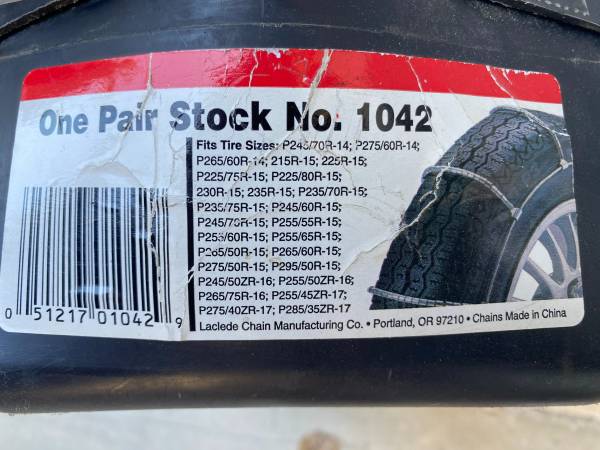 One Pair Stock No. 1042
Fits Tire Sizes: P245/70R-14; P275/60R-14;
P265/60R-14; 215R-15; 225R-15;
P225/75R-15; P225/80R-15;
230R-15; 235R-15; P235/70R-15;
P235/75R-15; P245/60R-15;
P245/70R-15; P255/55R-15;
P255/60R-15; P255/65R-15;
P265/50R-15; P265/60R-15;
P275/50R-15; P295/50R-15;
P245/50ZR-16; P255/50ZR-16;
P265/75R-16; P255/45ZR-17;
P275/40ZR-17; P285/35ZR-17
Laclede Chain Manufacturing Co. • Portland, OR 97210 • Chains Made in China
0 51217 01042 9